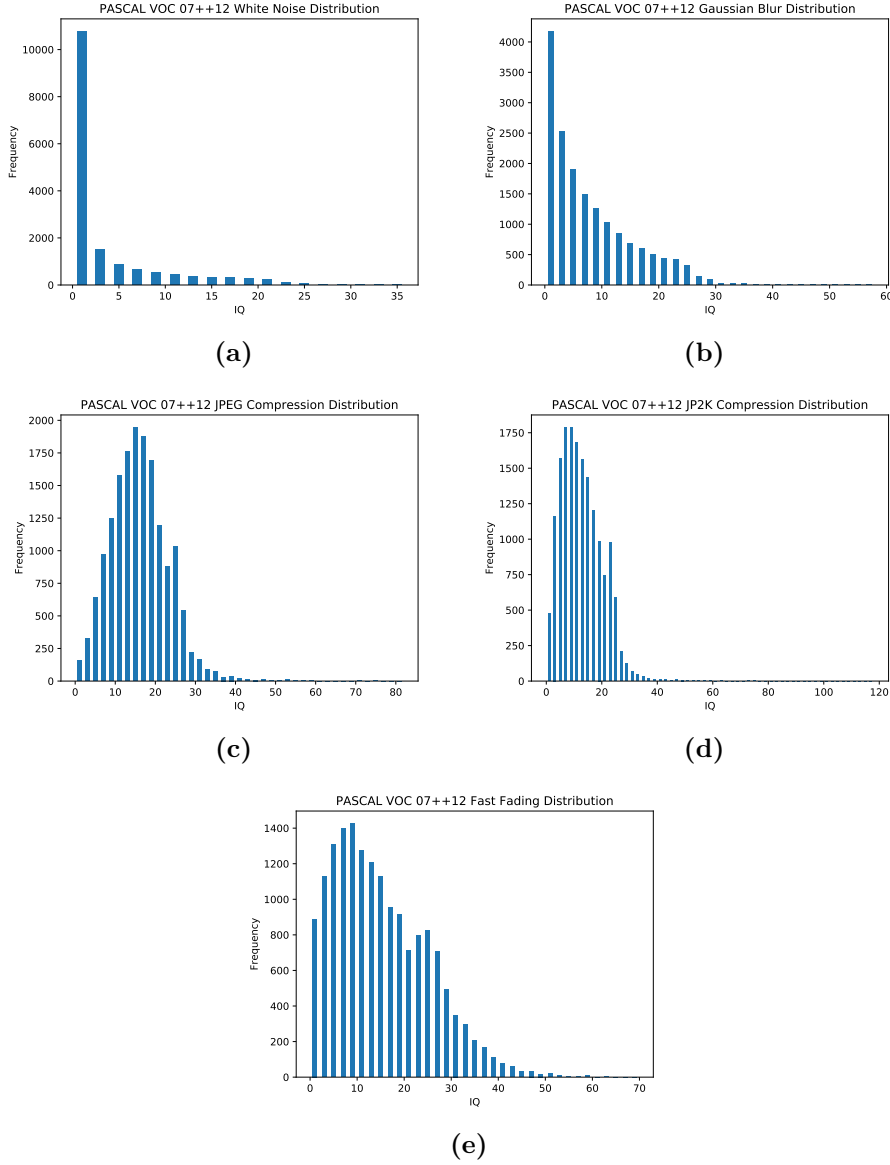 PASCAL VOC 07++12 White Noise Distribution
Frequency
10000
8000
6000
4000
2000
0
0 5 10 15 20 25 30 35
IQ
(a)
PASCAL VOC 07++12 Gaussian Blur Distribution
Frequency
4000
3500
3000
2500
2000
1500
1000
500
0
0 10 20 30 40 50 60
IQ
(b)
PASCAL VOC 07++12 JPEG Compression Distribution
Frequency
2000
1750
1500
1250
1000
750
500
250
0
0 10 20 30 40 50 60 70 80
IQ
(c)
PASCAL VOC 07++12 JP2K Compression Distribution
Frequency
1750
1500
1250
1000
750
500
250
0
0 20 40 60 80 100 120
IQ
(d)
PASCAL VOC 07++12 Fast Fading Distribution
Frequency
1400
1200
1000
800
600
400
200
0
0 10 20 30 40 50 60 70
IQ
(e)